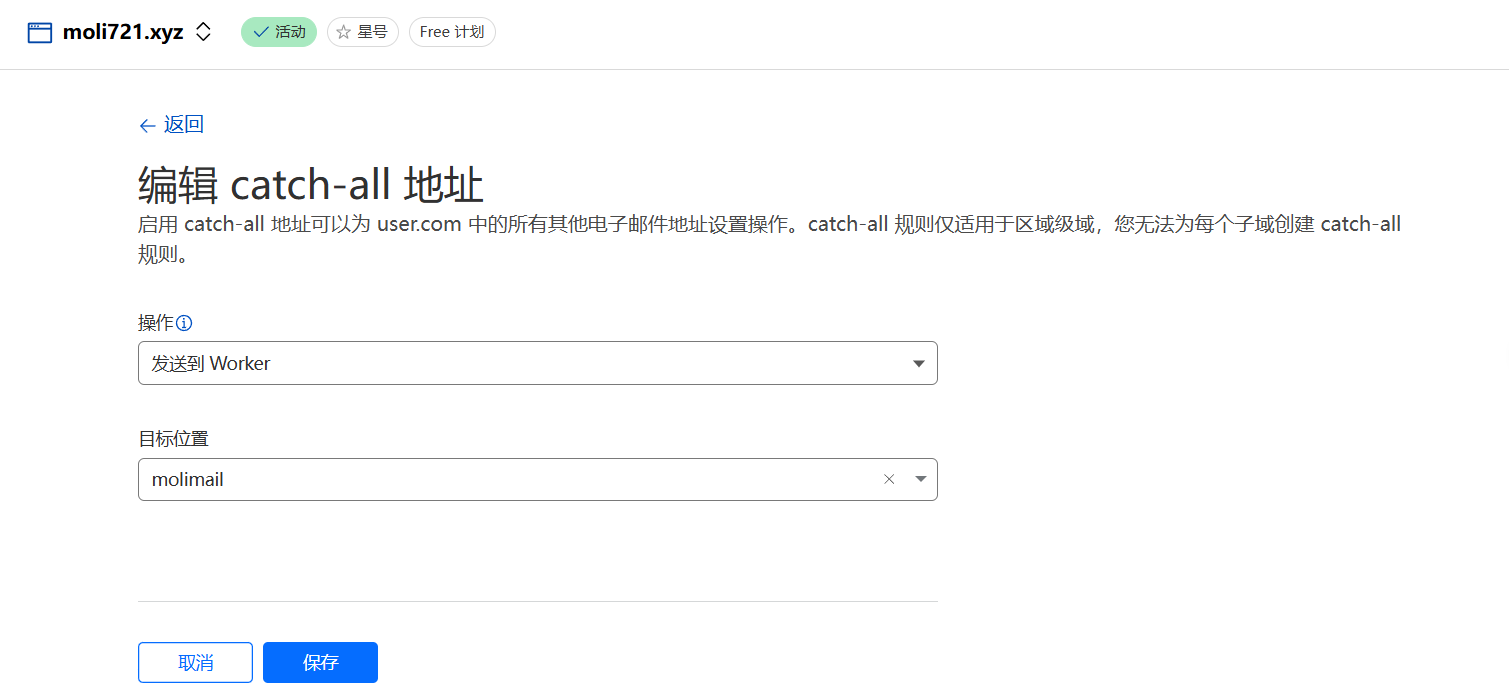 moli721.xyz 活动 星号 Free 计划
返回
编辑 catch-all 地址
启用 catch-all 地址可以为 user.com 中的所有其他电子邮件地址设置操作。catch-all 规则仅适用于区域级域，您无法为每个子域创建 catch-all
规则。
操作
发送到 Worker
目标位置
molimail
取消 保存